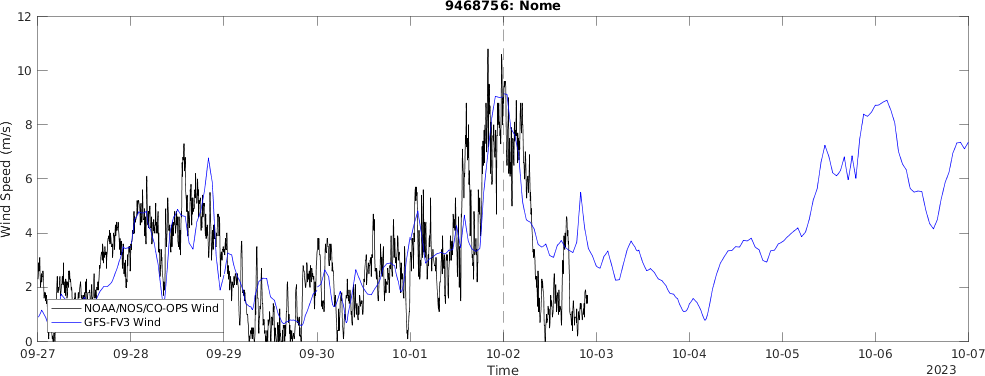 9468756: Nome
12
10
8
6
4
2
0
Wind Speed (m/s)
NOAA/NOS/CO-OPS Wind
GFS-FV3 Wind
09-27 09-28 09-29 09-30 10-01 10-02 10-03 10-04 10-05 10-06 10-07
Time
2023